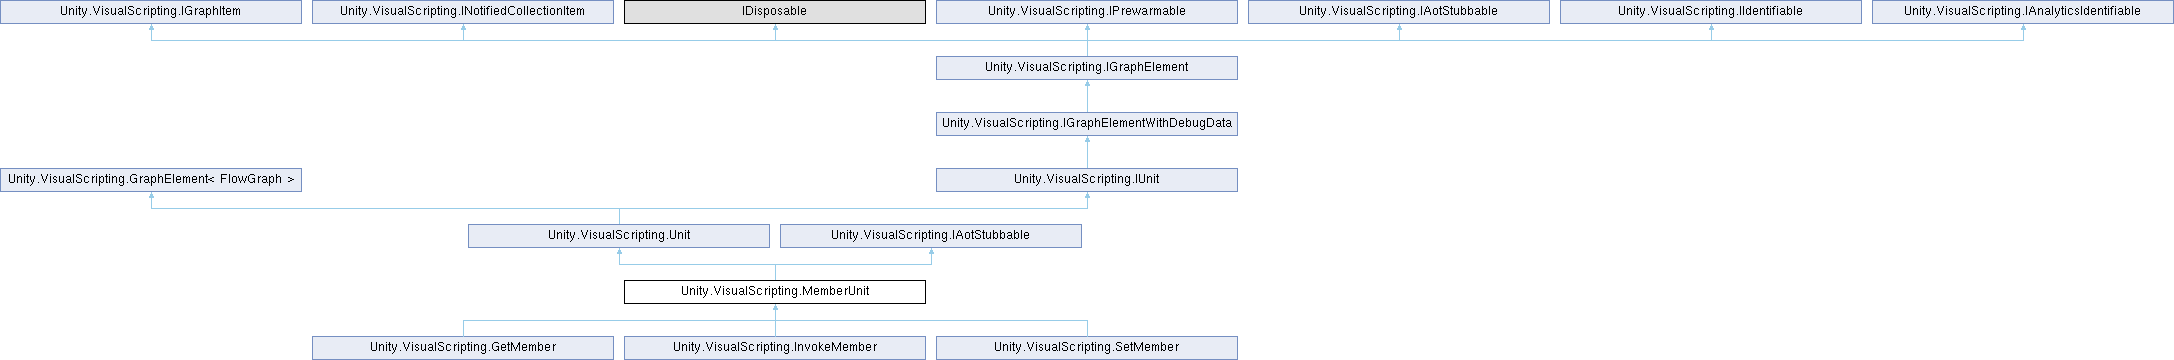 Unity.VisualScripting.IGraphItem
Unity.VisualScripting.INotifiedCollectionItem
IDisposable
Unity.VisualScripting.IPrewarmable
Unity.VisualScripting.IAotStubbable
Unity.VisualScripting.IIdentifiable
Unity.VisualScripting.IAnalyticsIdentifiable
Unity.VisualScripting.IGraphElement
Unity.VisualScripting.IGraphElementWithDebugData
Unity.VisualScripting.GraphElement< FlowGraph >
Unity.VisualScripting.IUnit
Unity.VisualScripting.Unit
Unity.VisualScripting.IAotStubbable
Unity.VisualScripting.MemberUnit
Unity.VisualScripting.GetMember
Unity.VisualScripting.InvokeMember
Unity.VisualScripting.SetMember